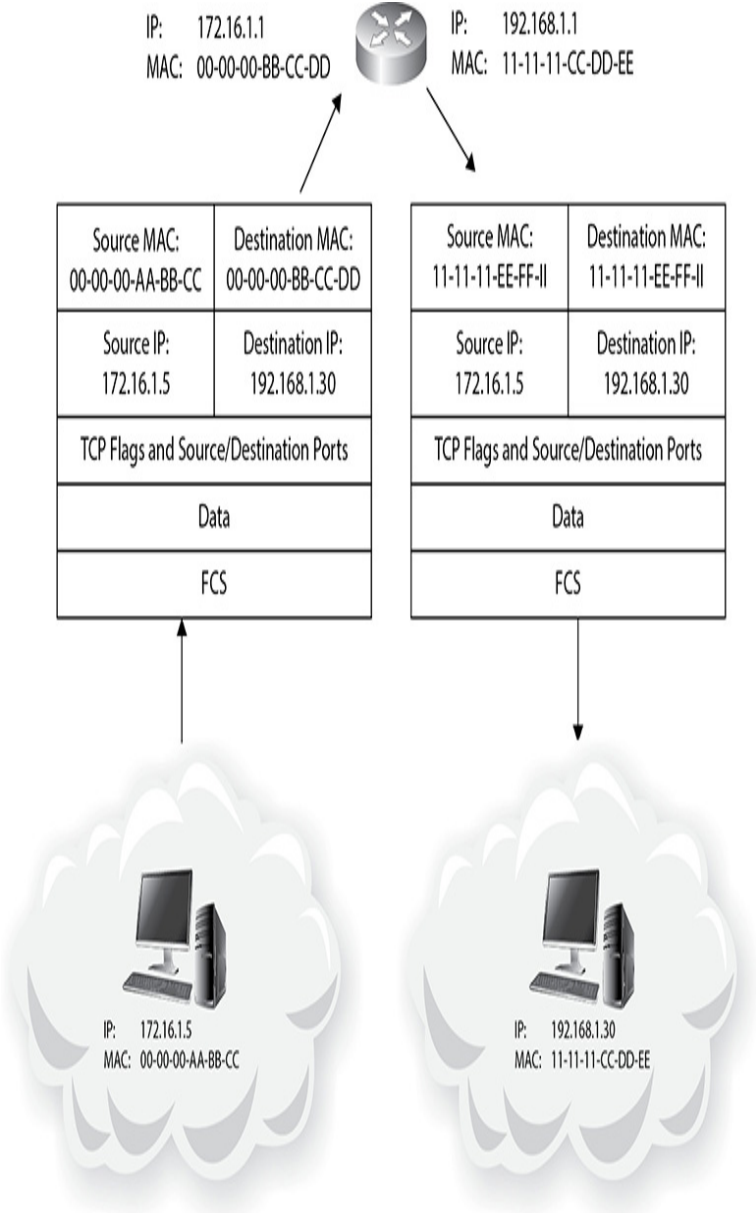 IP: 172.16.1.1
MAC: 00-00-00-BB-CC-DD
IP: 192.168.1.1
MAC: 11-11-11-CC-DD-EE
Source MAC:
00-00-00-AA-BB-CC
Destination MAC:
00-00-00-BB-CC-DD
Source IP:
172.16.1.5
Destination IP:
192.168.1.30
TCP Flags and Source/Destination Ports
Data
FCS
Source MAC:
11-11-11-EE-FF-II
Destination MAC:
11-11-11-EE-FF-II
Source IP:
172.16.1.5
Destination IP:
192.168.1.30
TCP Flags and Source/Destination Ports
Data
FCS
IP: 172.16.1.5
MAC: 00-00-00-AA-BB-CC
IP: 192.168.1.30
MAC: 11-11-11-CC-DD-EE